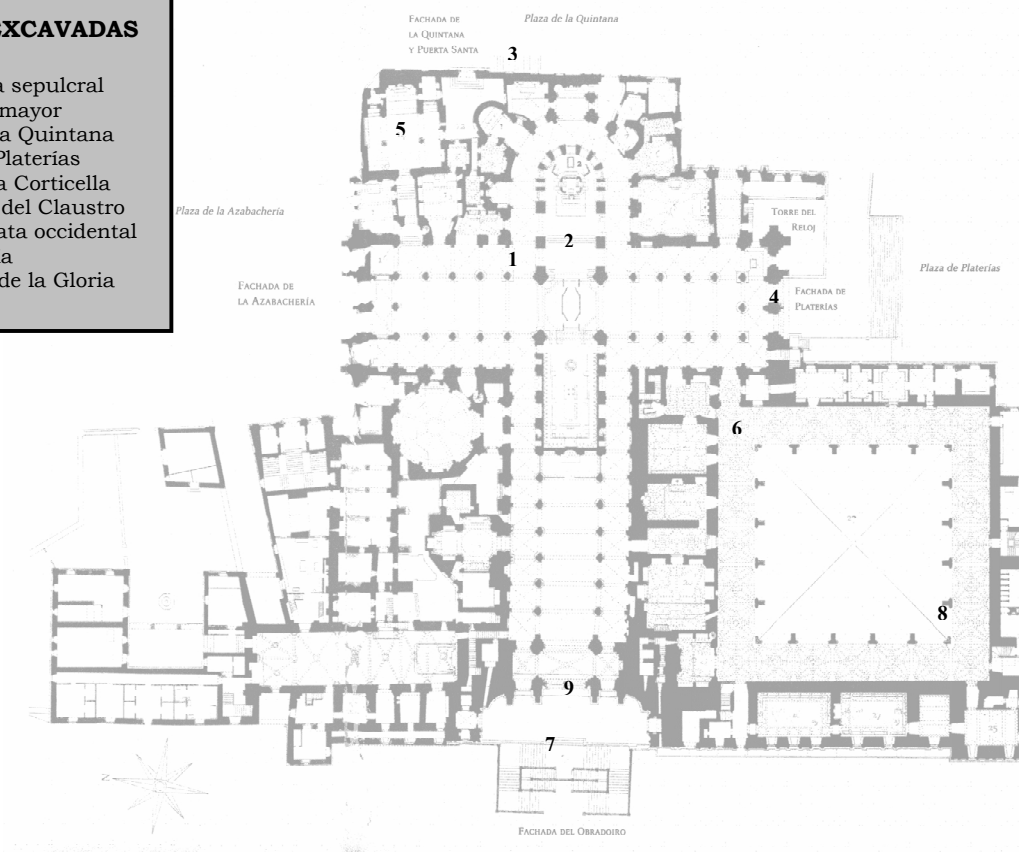 EXCAVADAS
a sepulcral
mayor
a Quintana
Platerías
a Corticella
del Claustro
ata occidental
a
de la Gloria
FACHADA DE
LA QUINTANA
Y PUERTA SANTA
Plaza de la Quintana
3
5
2
Plaza de la Azabachería
TORRE DEL
RELOJ
2
1
Plaza de Platerías
FACHADA DE
LA AZABACHERÍA
4
FACHADA DE
PLATERÍAS
6
8
9
7
N
FACHADA DEL OBRADOIRO